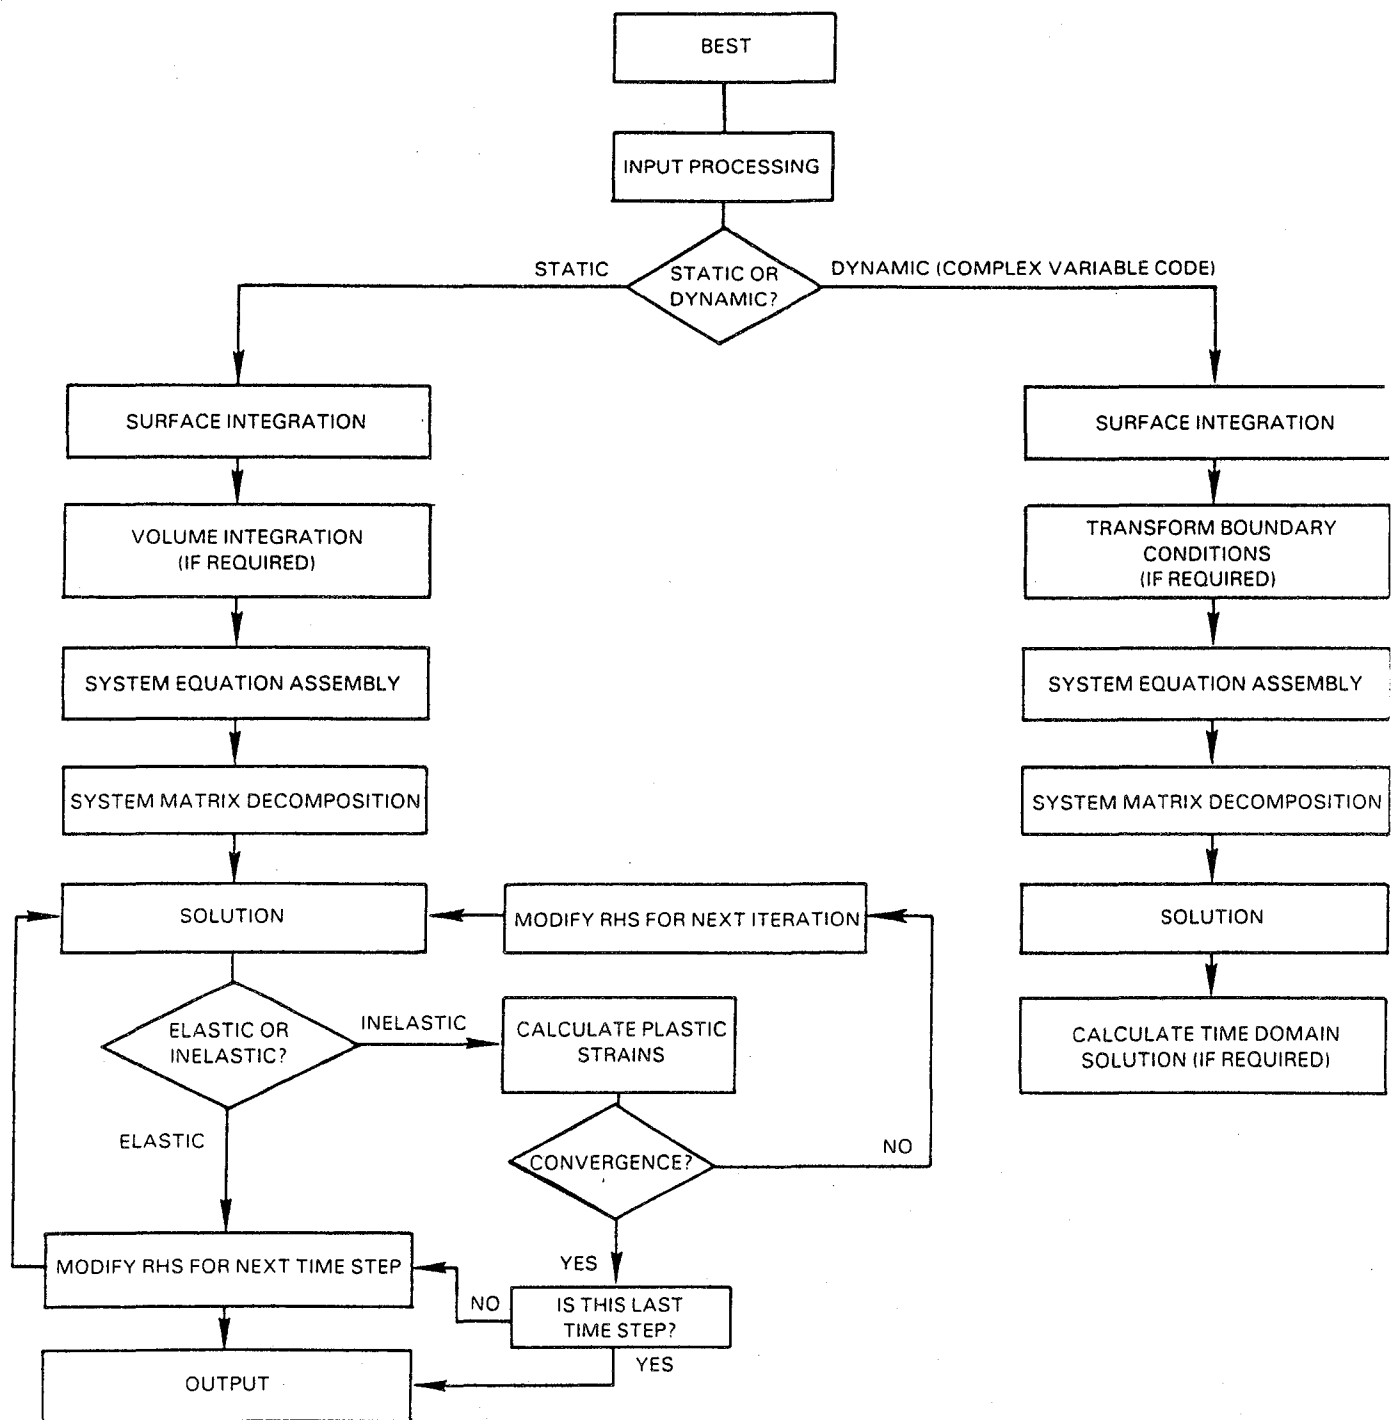 BEST
INPUT PROCESSING
STATIC
STATIC OR
DYNAMIC?
DYNAMIC (COMPLEX VARIABLE CODE)
SURFACE INTEGRATION
VOLUME INTEGRATION
(IF REQUIRED)
SYSTEM EQUATION ASSEMBLY
SYSTEM MATRIX DECOMPOSITION
SOLUTION
MODIFY RHS FOR NEXT ITERATION
ELASTIC OR
INELASTIC?
INELASTIC
CALCULATE PLASTIC
STRAINS
ELASTIC
CONVERGENCE?
NO
YES
MODIFY RHS FOR NEXT TIME STEP
NO
IS THIS LAST
TIME STEP?
YES
OUTPUT
SURFACE INTEGRATION
TRANSFORM BOUNDARY
CONDITIONS
(IF REQUIRED)
SYSTEM EQUATION ASSEMBLY
SYSTEM MATRIX DECOMPOSITION
SOLUTION
CALCULATE TIME DOMAIN
SOLUTION (IF REQUIRED)